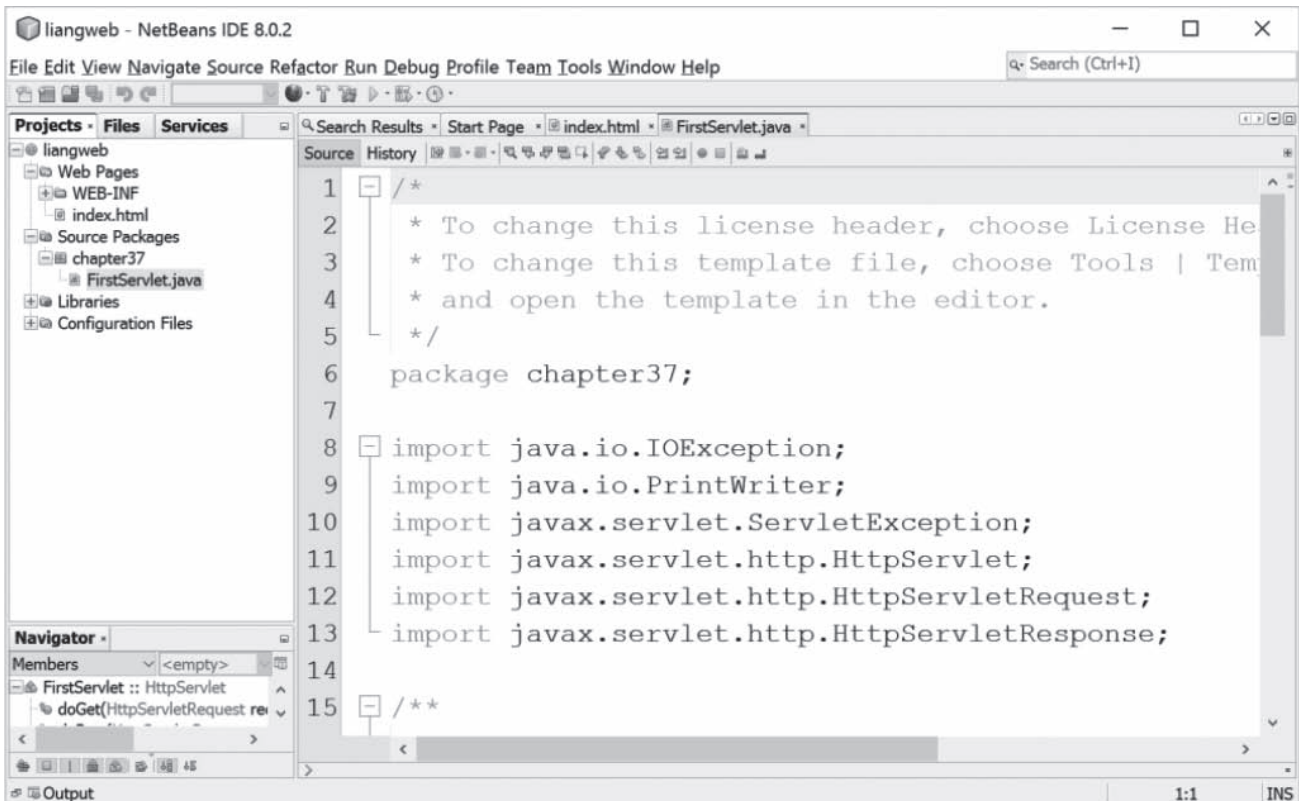 liangweb - NetBeans IDE 8.0.2
File Edit View Navigate Source Refactor Run Debug Profile Team Tools Window Help
Search (Ctrl+I)
Projects Files Services
liangweb
Web Pages
WEB-INF
index.html
Source Packages
chapter37
FirstServlet.java
Libraries
Configuration Files
Navigator
Members <empty>
FirstServlet :: HttpServlet
doGet(HttpServletRequest re
Search Results Start Page index.html FirstServlet.java
Source History
1 /*
2 * To change this license header, choose License He
3 * To change this template file, choose Tools | Tem
4 * and open the template in the editor.
5 */
6 package chapter37;
7
8 import java.io.IOException;
9 import java.io.PrintWriter;
10 import javax.servlet.ServletException;
11 import javax.servlet.http.HttpServlet;
12 import javax.servlet.http.HttpServletRequest;
13 import javax.servlet.http.HttpServletResponse;
14
15 /**
Output
1:1 INS